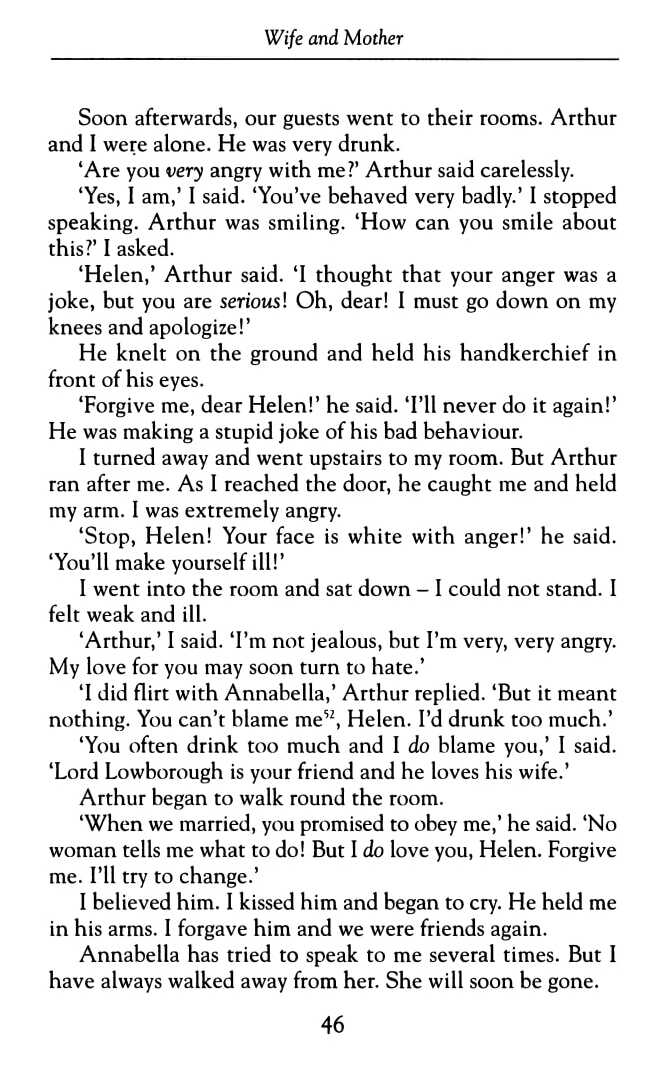 Wife and Mother
Soon afterwards, our guests went to their rooms. Arthur
and I were alone. He was very drunk.
‘Are you very angry with me?’ Arthur said carelessly.
‘Yes, I am,’ I said. ‘You’ve behaved very badly.’ I stopped
speaking. Arthur was smiling. ‘How can you smile about
this?’ I asked.
‘Helen,’ Arthur said. ‘I thought that your anger was a
joke, but you are serious! Oh, dear! I must go down on my
knees and apologize!’
He knelt on the ground and held his handkerchief in
front of his eyes.
‘Forgive me, dear Helen!’ he said. ‘I’ll never do it again!’
He was making a stupid joke of his bad behaviour.
I turned away and went upstairs to my room. But Arthur
ran after me. As I reached the door, he caught me and held
my arm. I was extremely angry.
‘Stop, Helen! Your face is white with anger!’ he said.
‘You’ll make yourself ill!’
I went into the room and sat down – I could not stand. I
felt weak and ill.
‘Arthur,’ I said. ‘I’m not jealous, but I’m very, very angry.
My love for you may soon turn to hate.’
‘I did flirt with Annabella,’ Arthur replied. ‘But it meant
nothing. You can’t blame me⁵², Helen. I’d drunk too much.’
‘You often drink too much and I do blame you,’ I said.
‘Lord Lowborough is your friend and he loves his wife.’
Arthur began to walk round the room.
‘When we married, you promised to obey me,’ he said. ‘No
woman tells me what to do! But I do love you, Helen. Forgive
me. I’ll try to change.’
I believed him. I kissed him and began to cry. He held me
in his arms. I forgave him and we were friends again.
Annabella has tried to speak to me several times. But I
have always walked away from her. She will soon be gone.
46